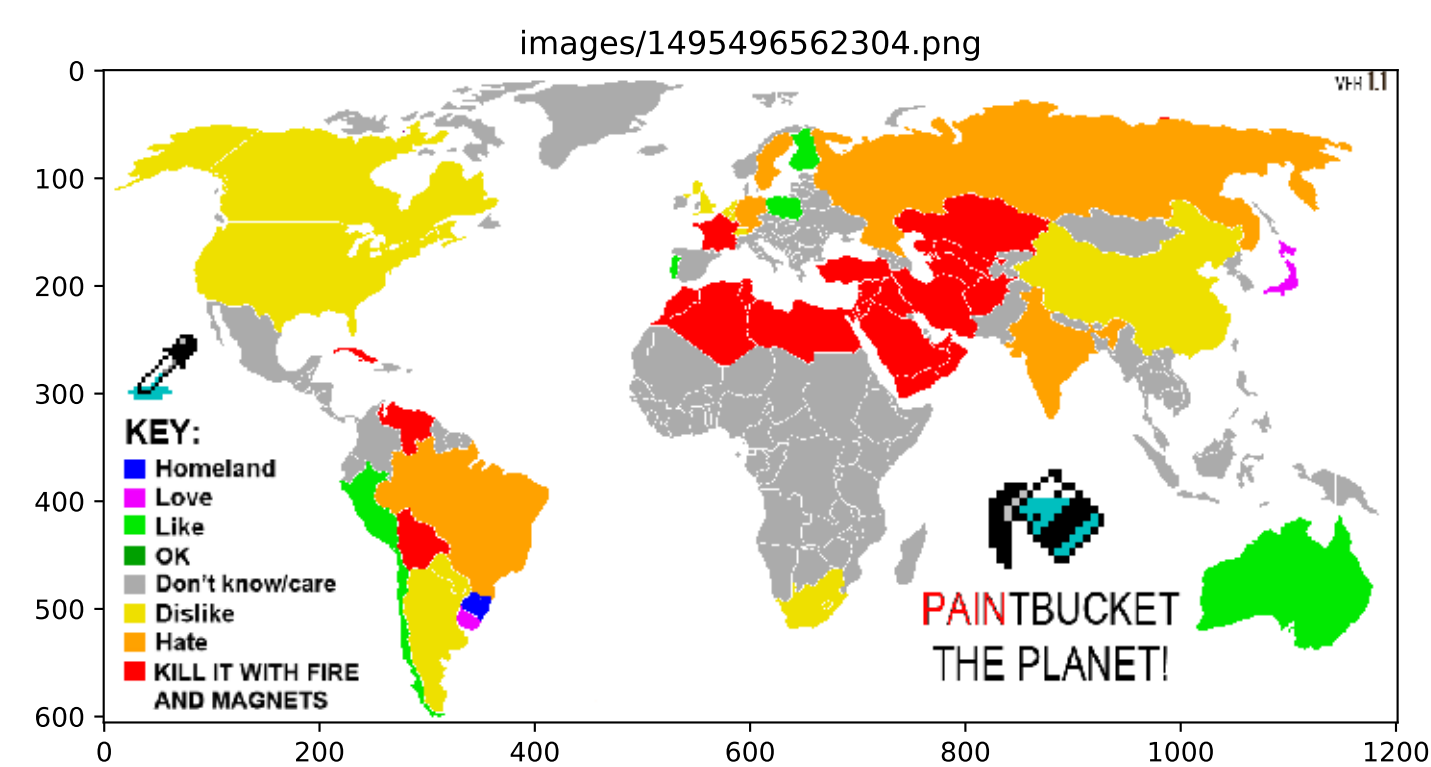 images/1495496562304.png
VER 1.1
KEY:
Homeland
Love
Like
OK
Don't know/care
Dislike
Hate
KILL IT WITH FIRE
AND MAGNETS
PAINTBUCKET
THE PLANET!
0
100
200
300
400
500
600
0
200
400
600
800
1000
1200